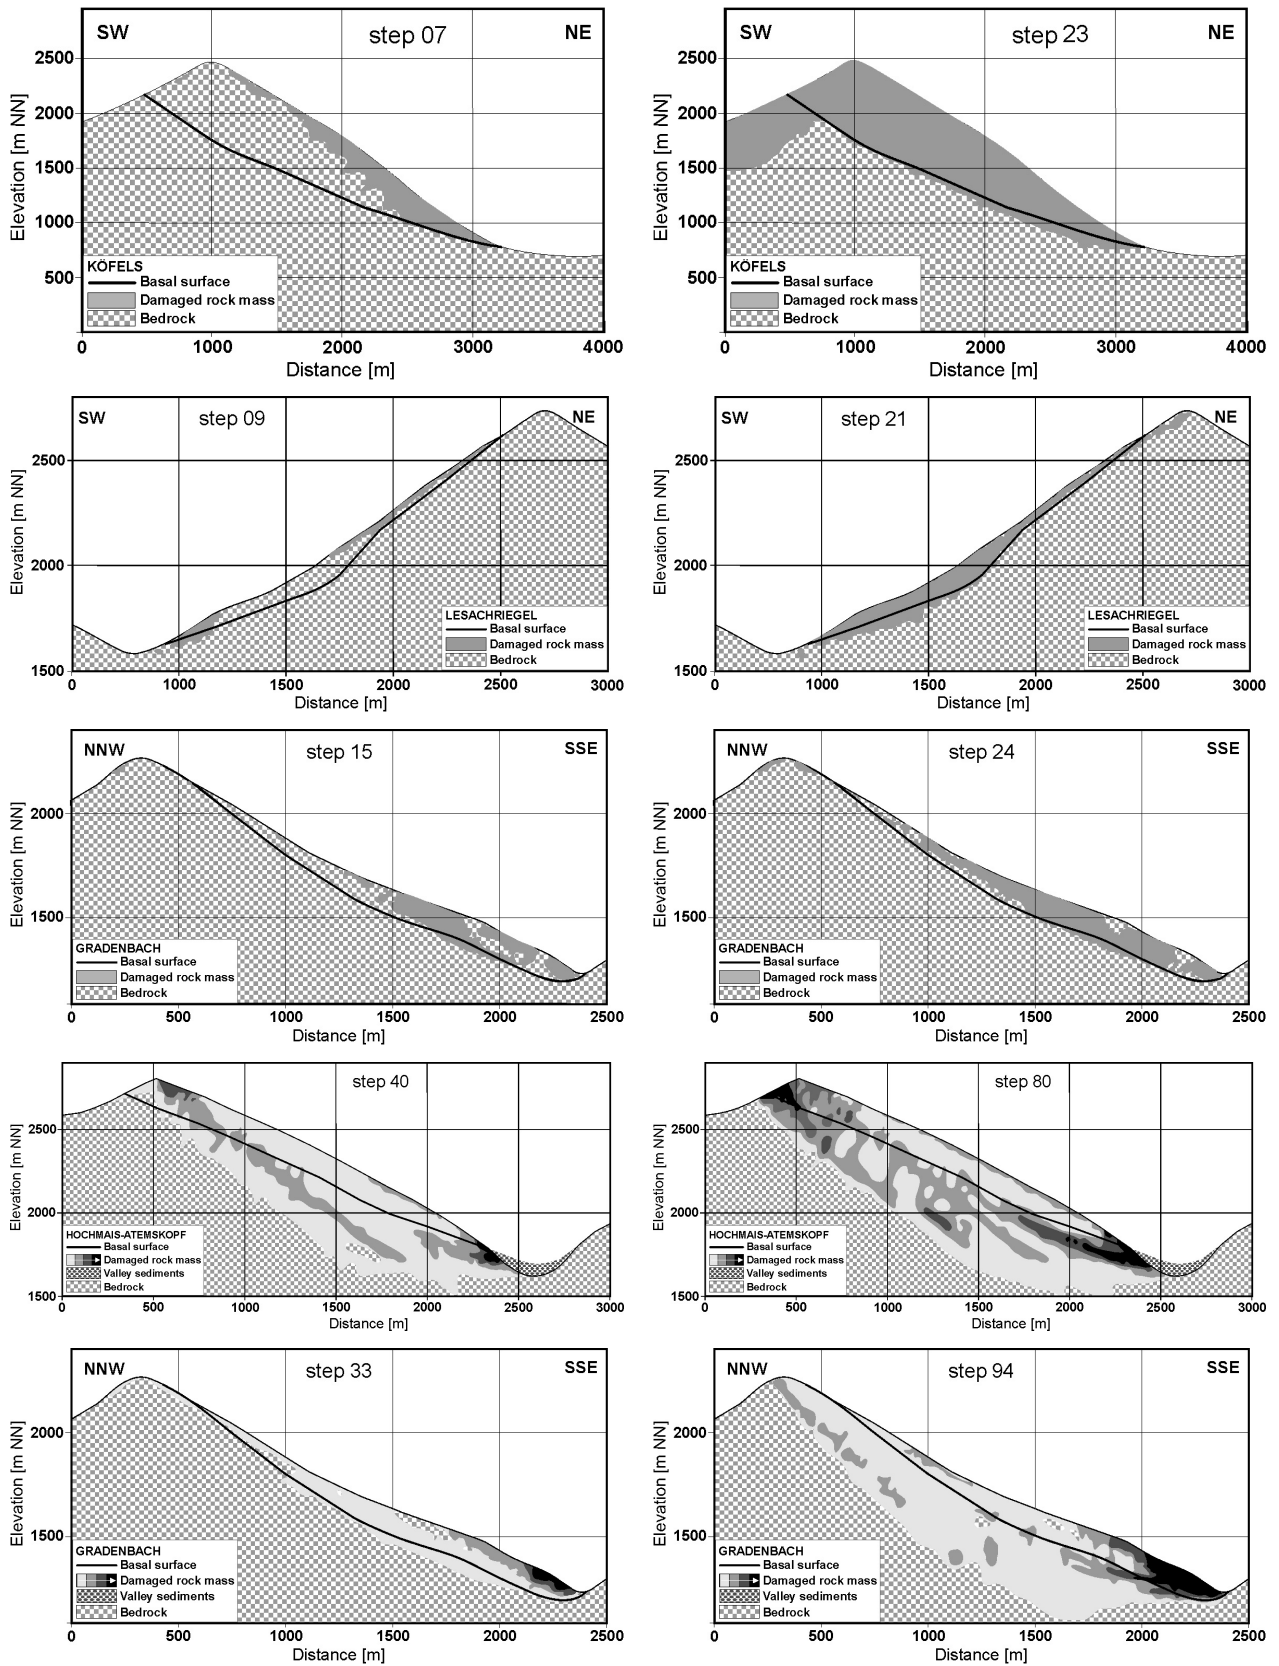 SW step 07 NE
Elevation [m NN]
2500
2000
1500
1000
500
KÖFELS
Basal surface
Damaged rock mass
Bedrock
0 1000 2000 3000 4000
Distance [m]
SW step 23 NE
Elevation [m NN]
2500
2000
1500
1000
500
KÖFELS
Basal surface
Damaged rock mass
Bedrock
0 1000 2000 3000 4000
Distance [m]
SW step 09 NE
Elevation [m NN]
2500
2000
1500
LESACHRIEGEL
Basal surface
Damaged rock mass
Bedrock
0 1000 1500 2000 2500 3000
Distance [m]
SW step 21 NE
Elevation [m NN]
2500
2000
1500
LESACHRIEGEL
Basal surface
Damaged rock mass
Bedrock
0 1000 1500 2000 2500 3000
Distance [m]
NNW step 15 SSE
Elevation [m NN]
2000
1500
GRADENBACH
Basal surface
Damaged rock mass
Bedrock
0 500 1000 1500 2000 2500
Distance [m]
NNW step 24 SSE
Elevation [m NN]
2000
1500
GRADENBACH
Basal surface
Damaged rock mass
Bedrock
0 500 1000 1500 2000 2500
Distance [m]
step 40
Elevation [m NN]
2500
2000
1500
HOCHMAIS-ATEMSKOPF
Basal surface
Damaged rock mass
Valley sediments
Bedrock
0 500 1000 1500 2000 2500 3000
Distance [m]
step 80
Elevation [m NN]
2500
2000
1500
HOCHMAIS-ATEMSKOPF
Basal surface
Damaged rock mass
Valley sediments
Bedrock
0 500 1000 1500 2000 2500 3000
Distance [m]
NNW step 33 SSE
Elevation [m NN]
2000
1500
GRADENBACH
Basal surface
Damaged rock mass
Valley sediments
Bedrock
0 500 1000 1500 2000 2500
Distance [m]
NNW step 94 SSE
Elevation [m NN]
2000
1500
GRADENBACH
Basal surface
Damaged rock mass
Valley sediments
Bedrock
0 500 1000 1500 2000 2500
Distance [m]